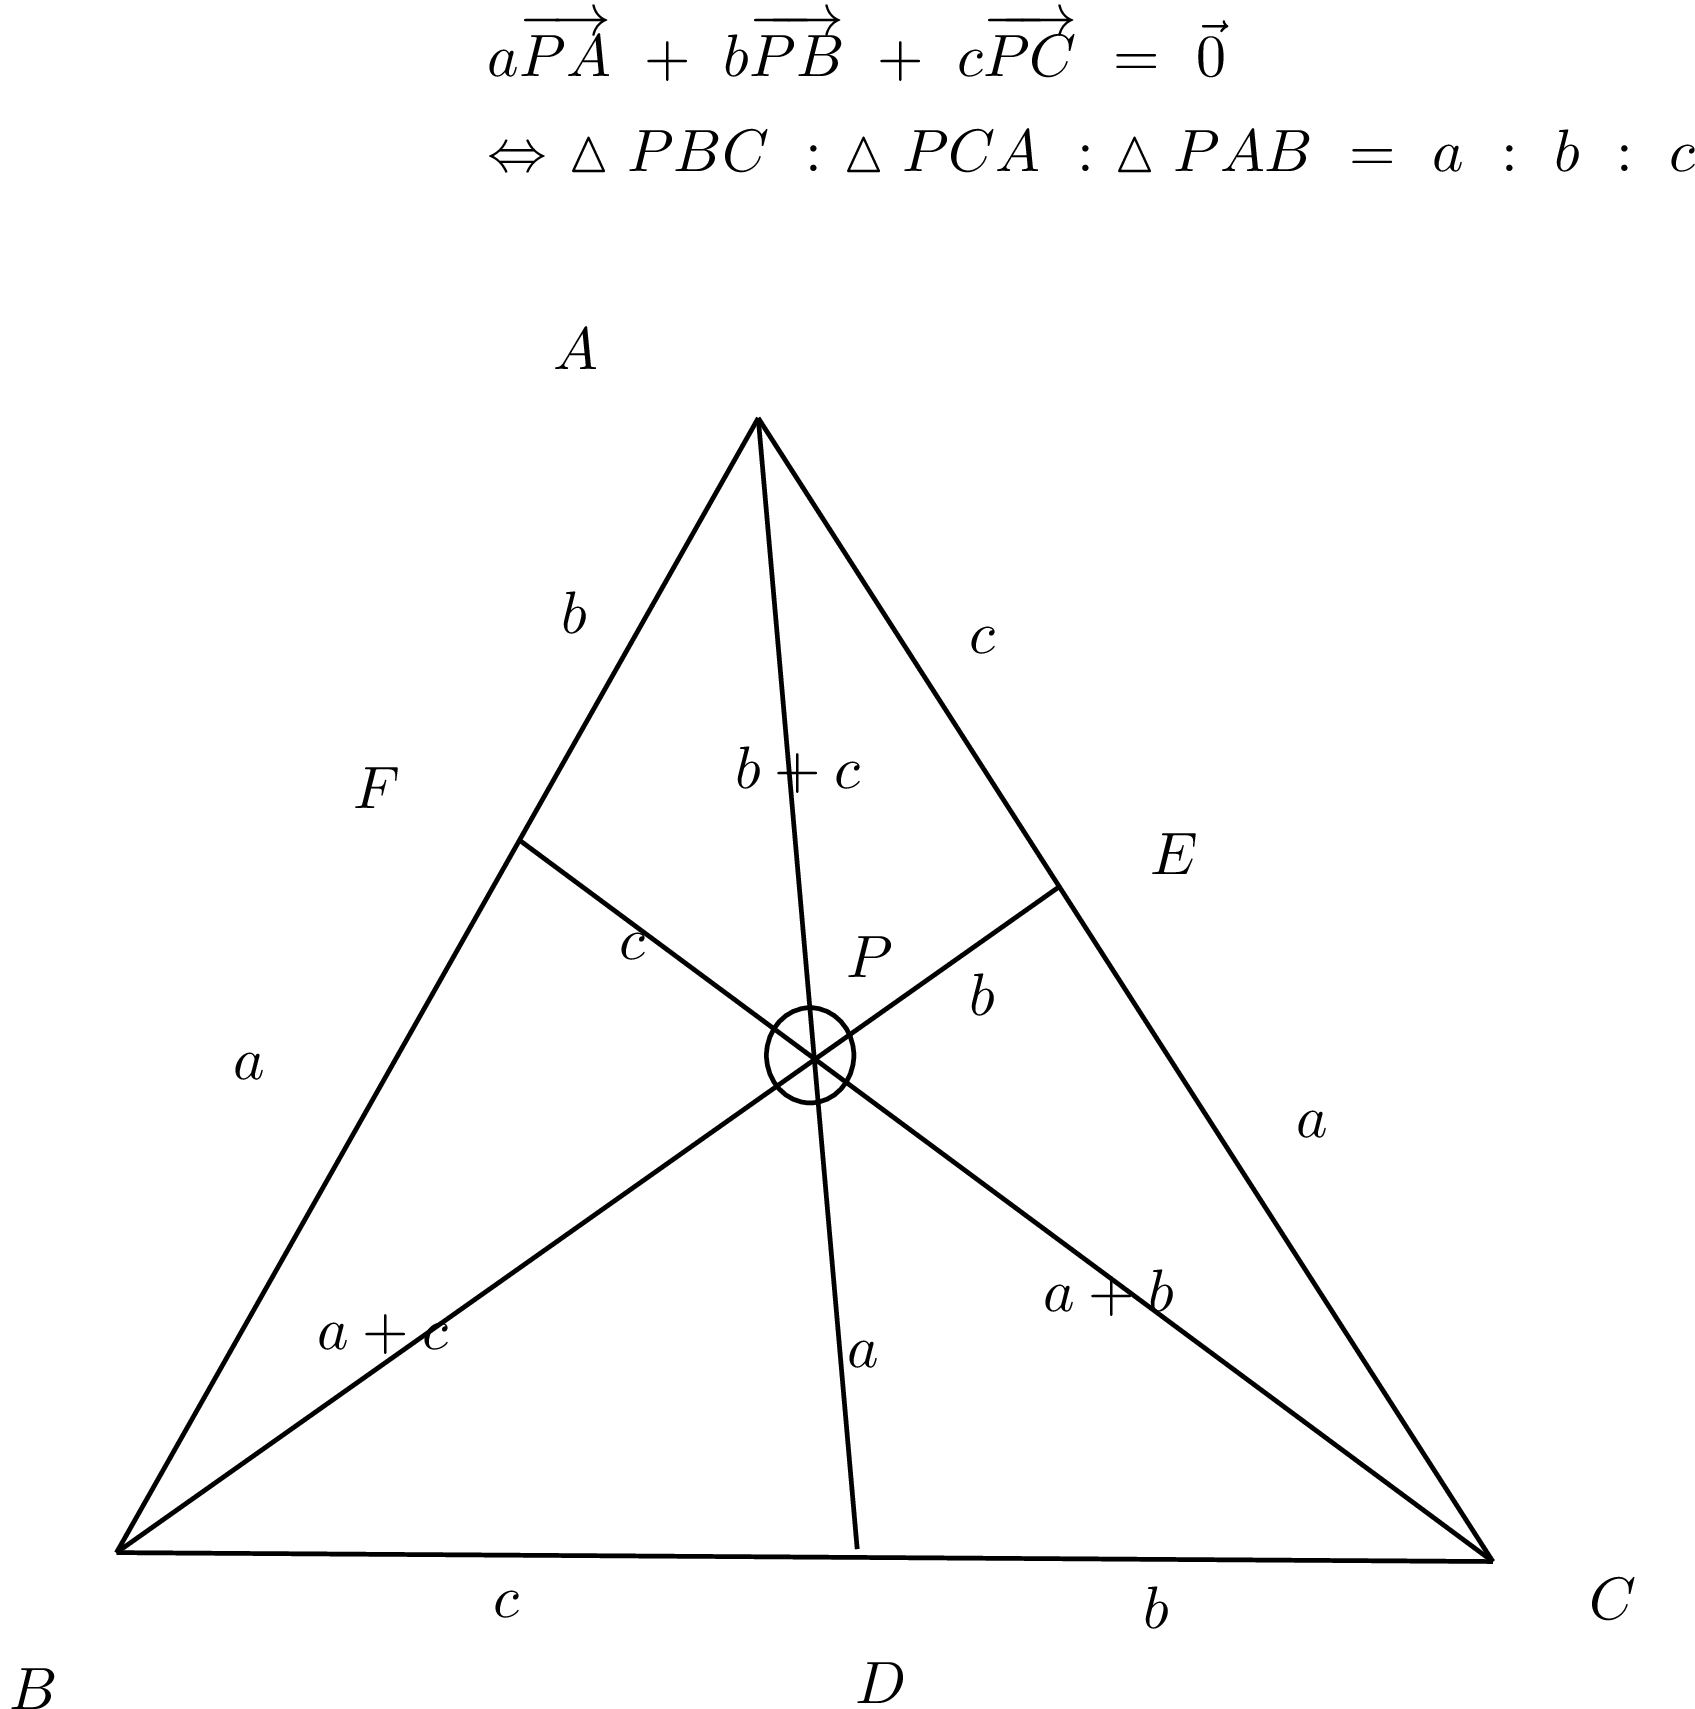 $a\overrightarrow{PA} + b\overrightarrow{PB} + c\overrightarrow{PC} = \vec{0}$
⇔ △ PBC : △ PCA : △ PAB = a : b : c
A
b
c
b + c
F
E
c
P
b
a
a
a + b
a + c
a
c
b
C
B
D